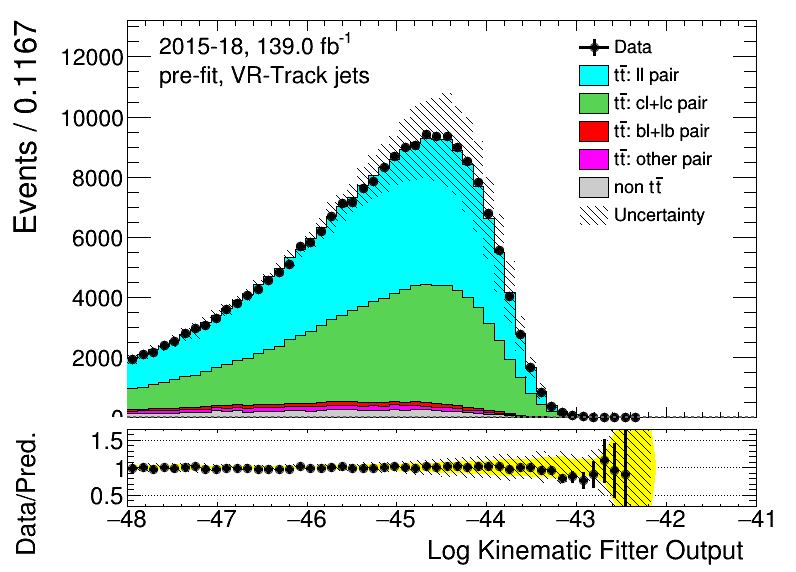 Events / 0.1167
12000
10000
8000
6000
4000
2000
0
2015-18, 139.0 fb⁻¹
pre-fit, VR-Track jets
Data
tt̄: ll pair
tt̄: cl+lc pair
tt̄: bl+lb pair
tt̄: other pair
non tt̄
Uncertainty
Data/Pred.
1.5
1
0.5
−48 −47 −46 −45 −44 −43 −42 −41
Log Kinematic Fitter Output